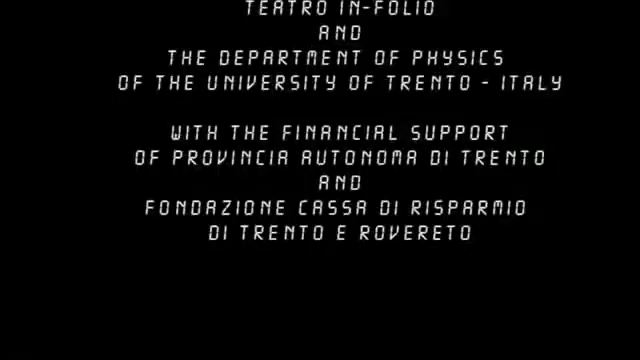 TEATRO IN-FOLIO
AND
THE DEPARTMENT OF PHYSICS
OF THE UNIVERSITY OF TRENTO - ITALY
WITH THE FINANCIAL SUPPORT
OF PROVINCIA AUTONOMA DI TRENTO
AND
FONDAZIONE CASSA DI RISPARMIO
DI TRENTO E ROVERETO